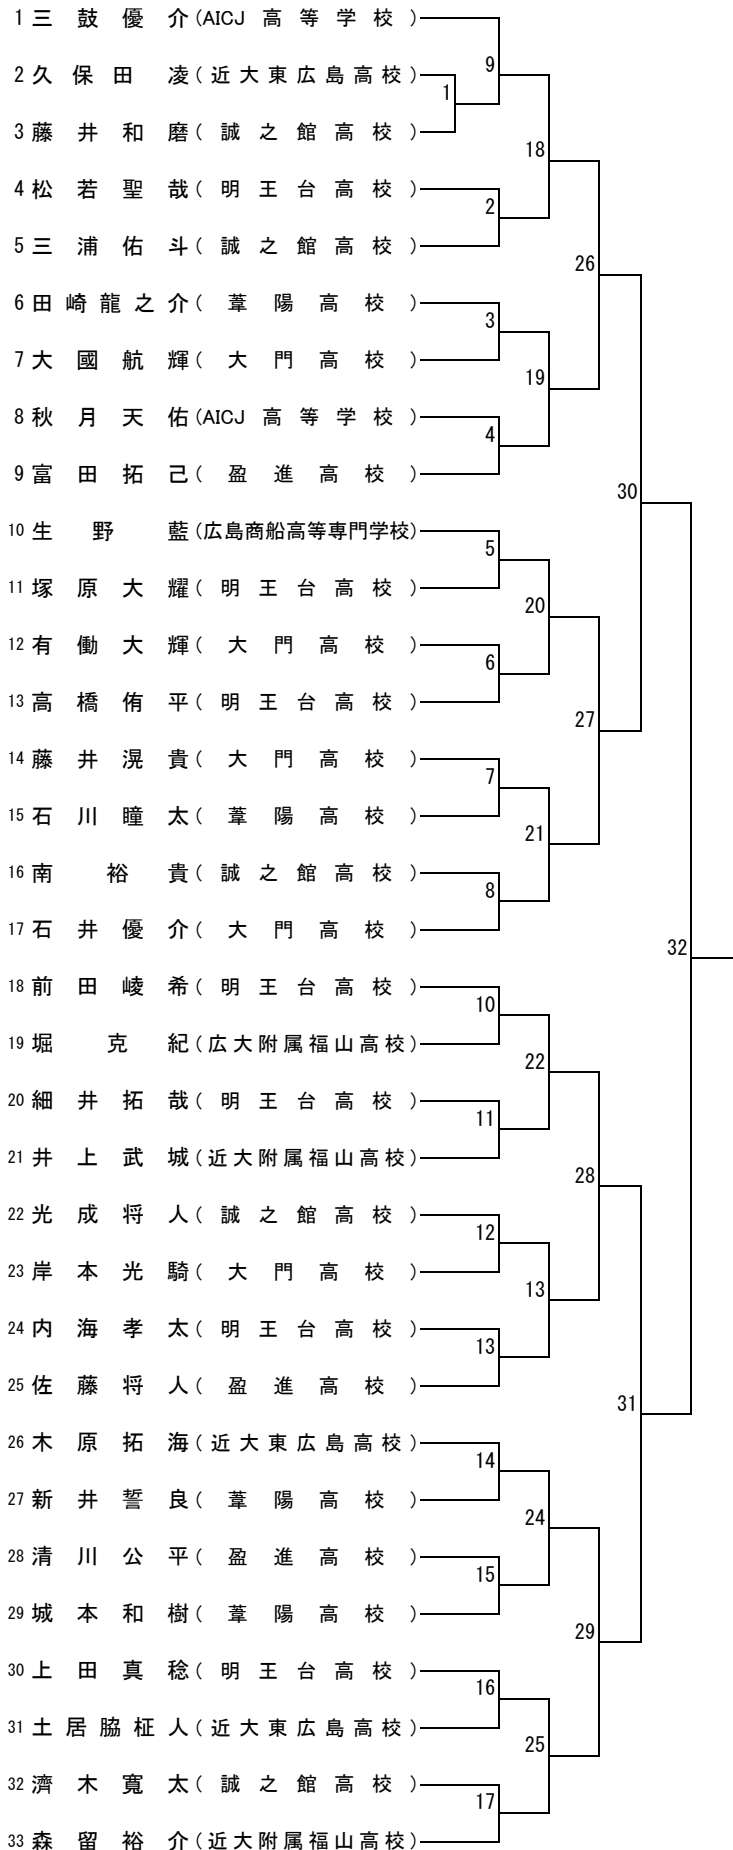 1 三鼓優介(AICJ高等学校)
9
2 久保田凌(近大東広島高校)
1
3 藤井和磨(誠之館高校)
18
4 松若聖哉(明王台高校)
2
5 三浦佑斗(誠之館高校)
26
6 田崎龍之介(葦陽高校)
3
7 大國航輝(大門高校)
19
8 秋月天佑(AICJ高等学校)
4
9 富田拓己(盈進高校)
30
10 生野藍(広島商船高等専門学校)
5
11 塚原大耀(明王台高校)
20
12 有働大輝(大門高校)
6
13 高橋侑平(明王台高校)
27
14 藤井滉貴(大門高校)
7
15 石川瞳太(葦陽高校)
21
16 南裕貴(誠之館高校)
8
17 石井優介(大門高校)
32
18 前田崚希(明王台高校)
10
19 堀克紀(広大附属福山高校)
22
20 細井拓哉(明王台高校)
11
21 井上武城(近大附属福山高校)
28
22 光成将人(誠之館高校)
12
23 岸本光騎(大門高校)
13
24 内海孝太(明王台高校)
13
25 佐藤将人(盈進高校)
31
26 木原拓海(近大東広島高校)
14
27 新井誓良(葦陽高校)
24
28 清川公平(盈進高校)
15
29 城本和樹(葦陽高校)
29
30 上田真稔(明王台高校)
16
31 土居脇柾人(近大東広島高校)
25
32 濟木寛太(誠之館高校)
17
33 森留裕介(近大附属福山高校)